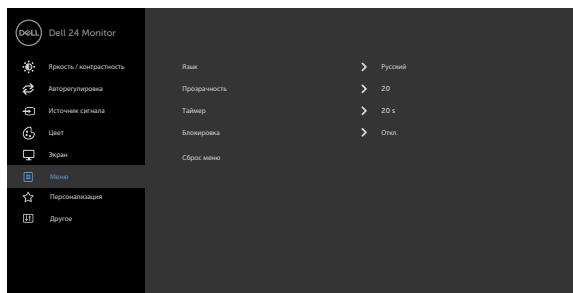 DELL Dell 24 Monitor
Яркость / контрастность
Авторегулировка
Источник сигнала
Цвет
Экран
Меню
Персонализация
Другое
Язык Русский
Прозрачность 20
Таймер 20 s
Блокировка Откл.
Сброс меню